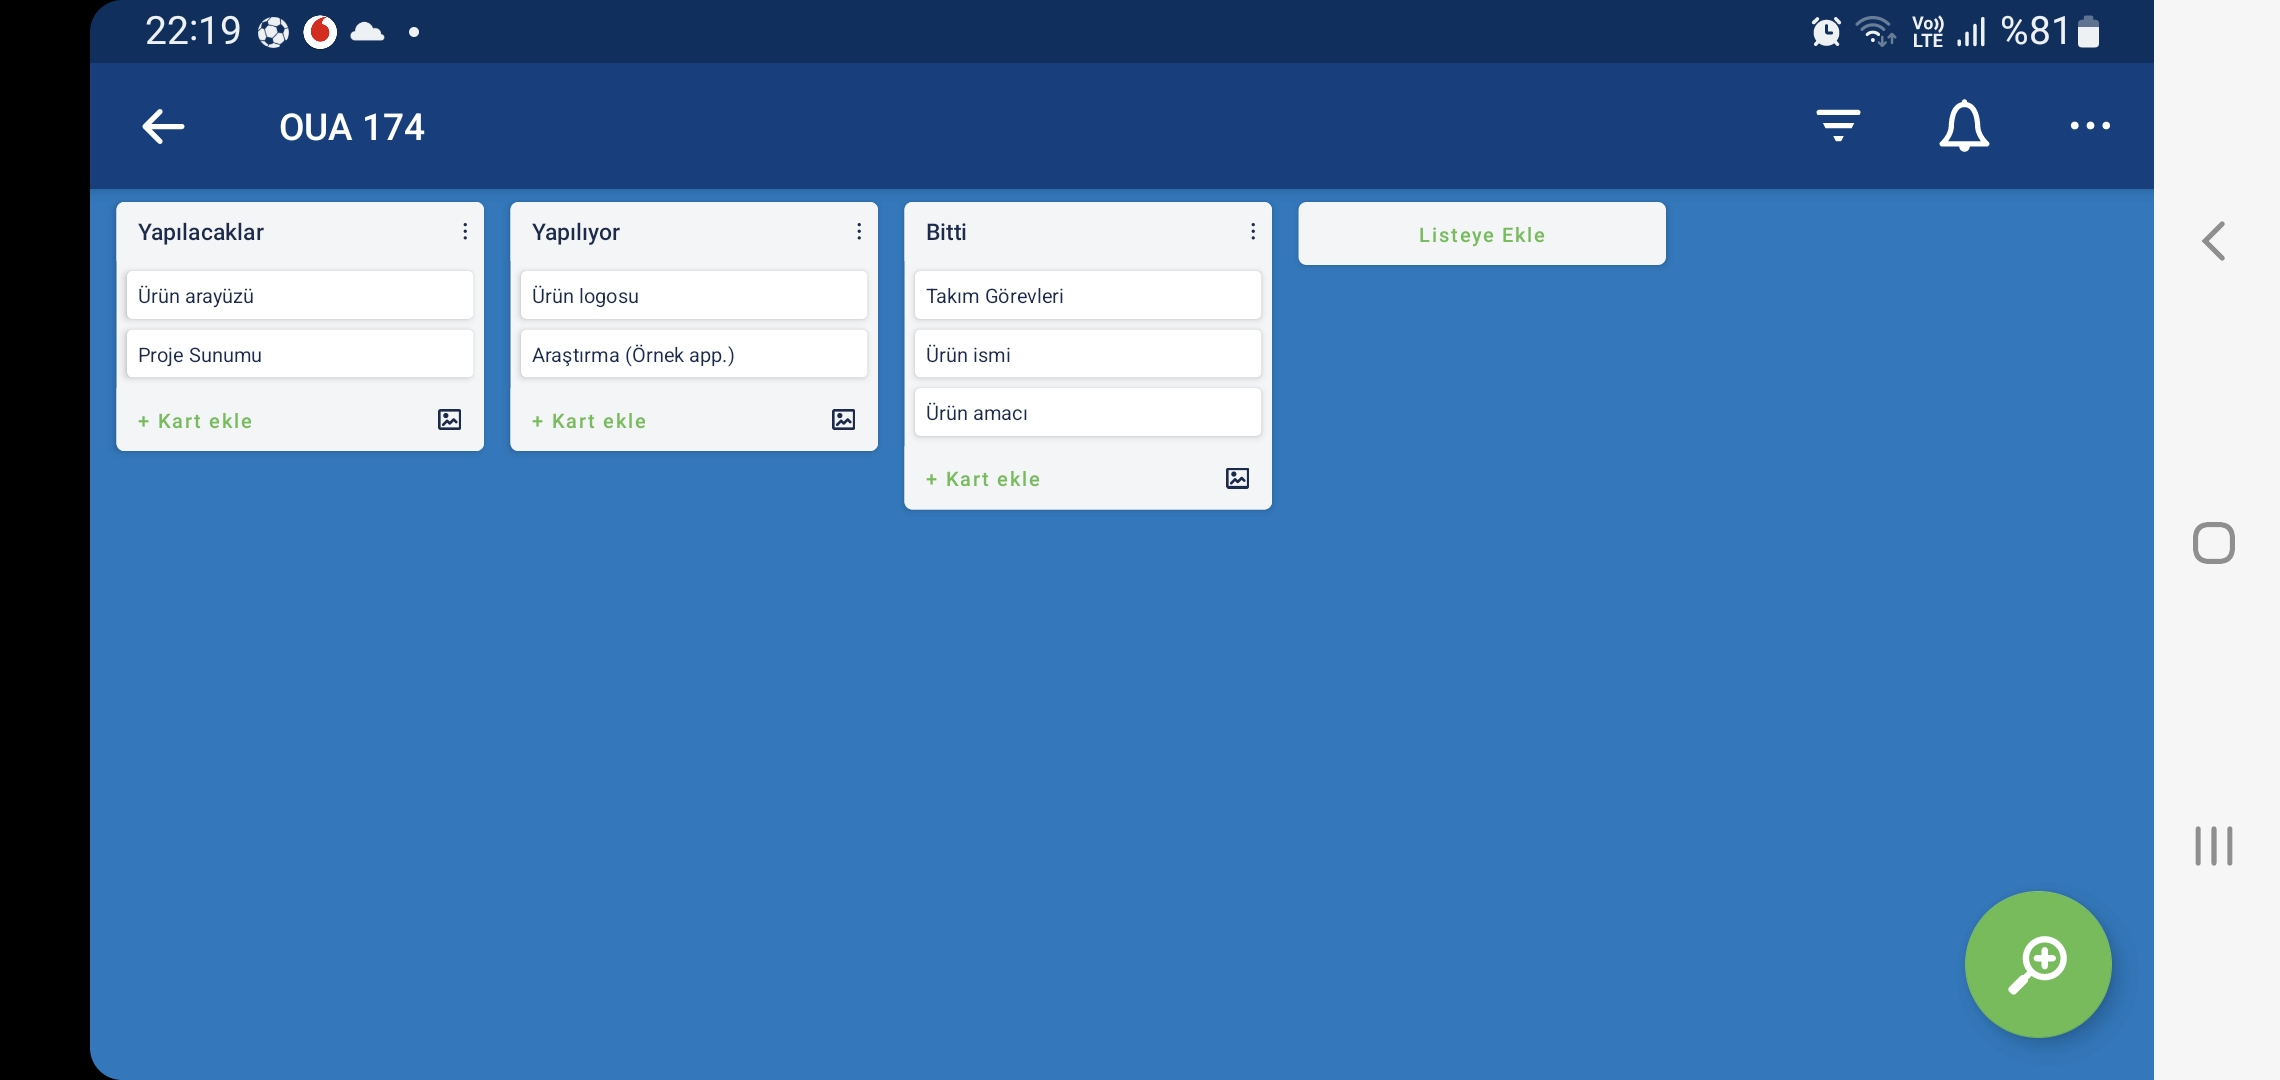 22:19
Vo)) LTE %81
OUA 174
Yapılacaklar
Ürün arayüzü
Proje Sunumu
+ Kart ekle
Yapılıyor
Ürün logosu
Araştırma (Örnek app.)
+ Kart ekle
Bitti
Takım Görevleri
Ürün ismi
Ürün amacı
+ Kart ekle
Listeye Ekle